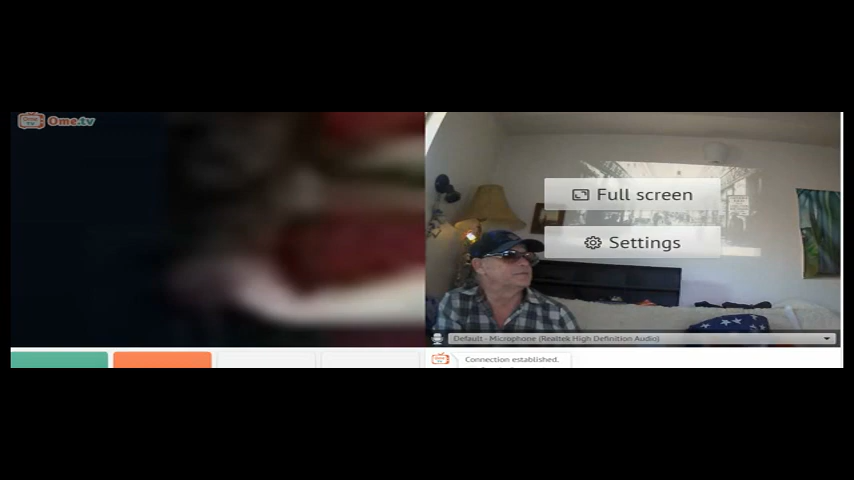 Ome.tv
Full screen
Settings
Default - Microphone (Realtek High Definition Audio)
Connection established.